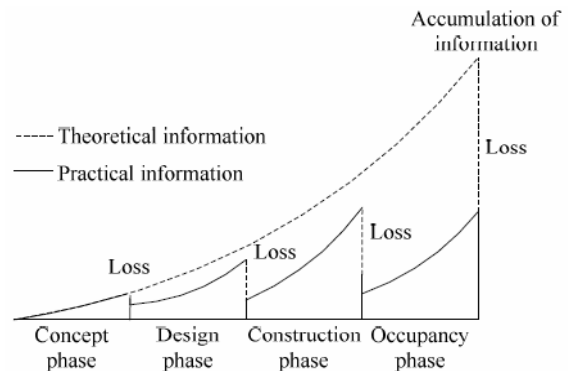 Accumulation of
information
Theoretical information
Practical information
Loss
Loss
Loss
Loss
Concept
phase
Design
phase
Construction
phase
Occupancy
phase